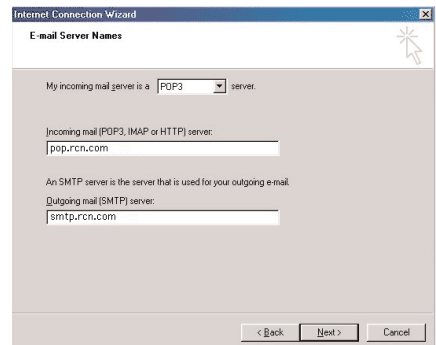 Internet Connection Wizard
E-mail Server Names
My incoming mail server is a POP3 server.
Incoming mail (POP3, IMAP or HTTP) server:
pop.rcn.com
An SMTP server is the server that is used for your outgoing e-mail.
Outgoing mail (SMTP) server:
smtp.rcn.com
< Back Next > Cancel